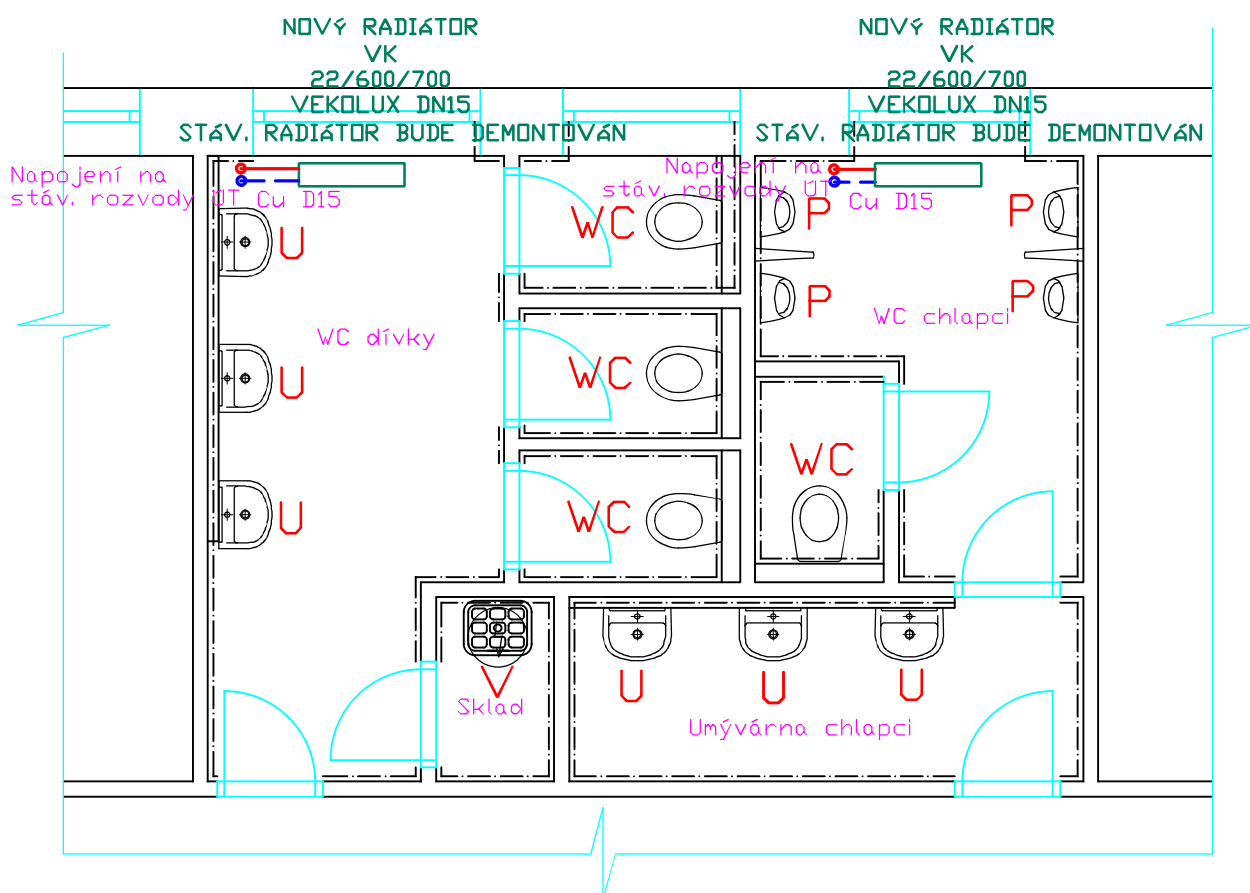 NOVÝ RADIÁTOR
VK
22/600/700
VEKOLUX DN15
STÁV. RADIÁTOR BUDE DEMONTOVÁN
NOVÝ RADIÁTOR
VK
22/600/700
VEKOLUX DN15
STÁV. RADIÁTOR BUDE DEMONTOVÁN
Napojení na
stáv. rozvody ÚT Cu D15
Napojení na
stáv. rozvody ÚT Cu D15
U
WC
P
P
P
P
WC chlapci
WC dívky
U
WC
WC
U
WC
V
Sklad
U
U
U
Umývárna chlapci